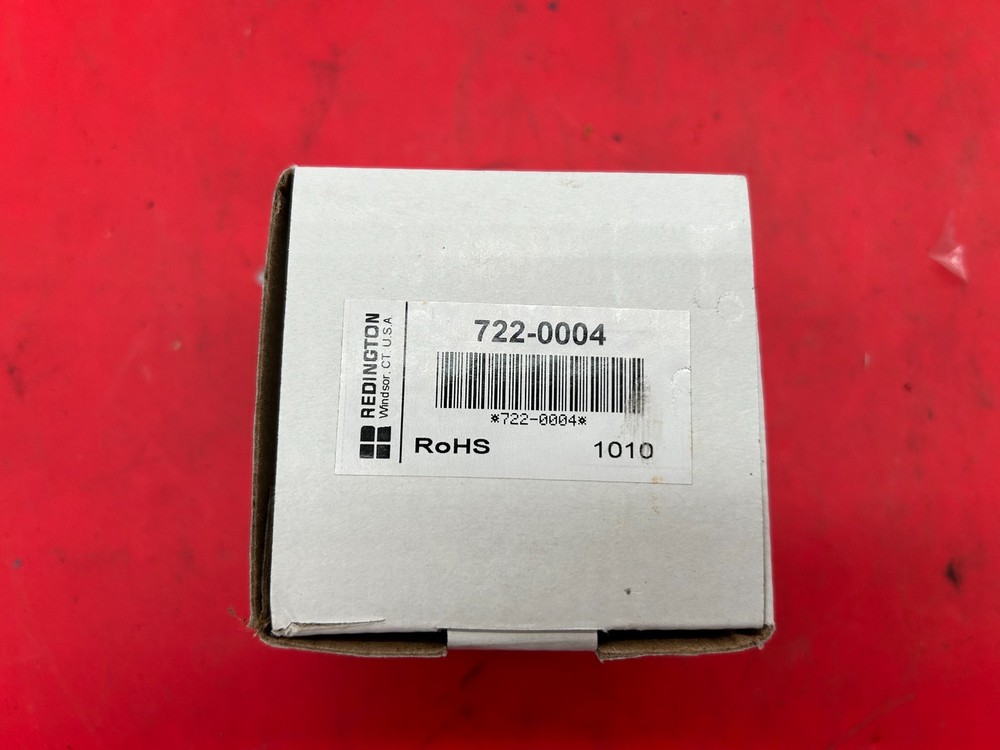 REDINGTON
Windsor, CT U.S.A
722-0004
*722-0004*
RoHS 1010